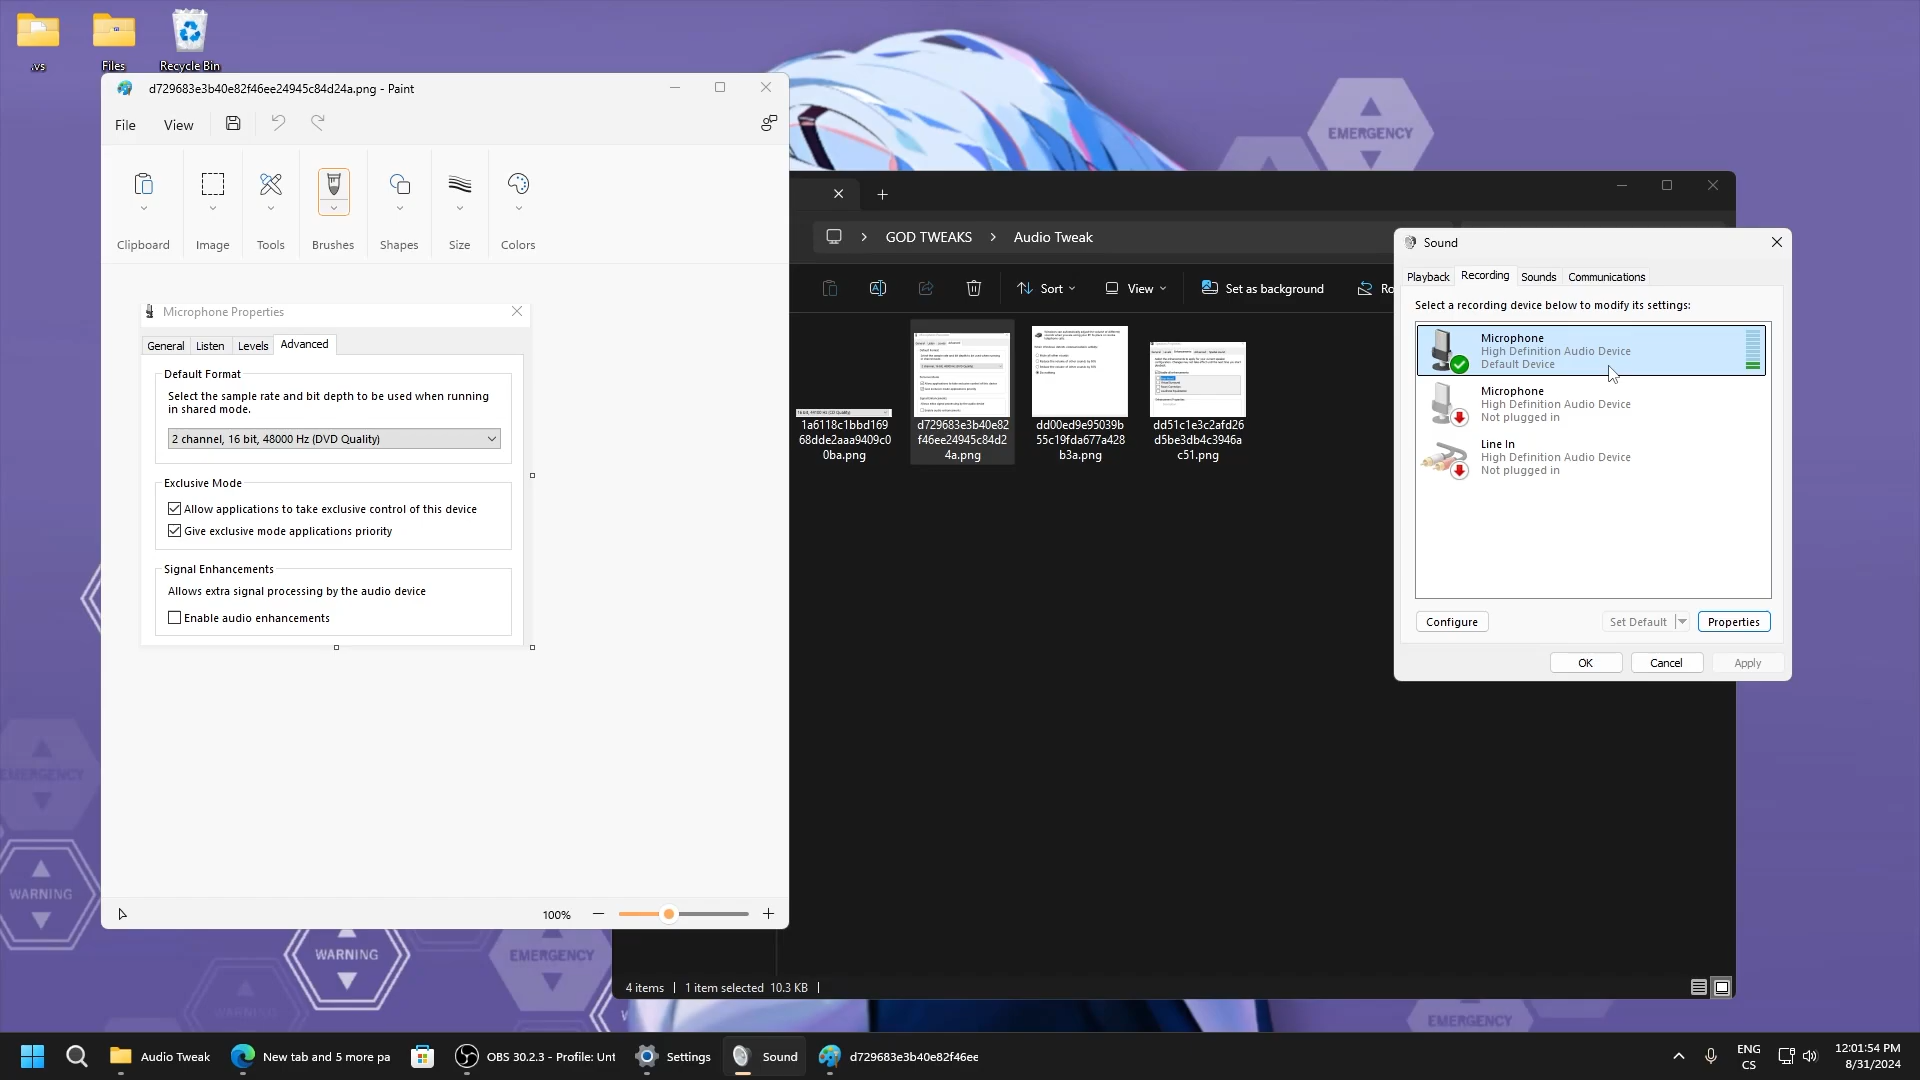 .vs
Files
Recycle Bin
d729683e3b40e82f46ee24945c84d24a.png - Paint
File
View
Clipboard
Image
Tools
Brushes
Shapes
Size
Colors
Microphone Properties
General
Listen
Levels
Advanced
Default Format
Select the sample rate and bit depth to be used when running
in shared mode.
2 channel, 16 bit, 48000 Hz (DVD Quality)
Exclusive Mode
Allow applications to take exclusive control of this device
Give exclusive mode applications priority
Signal Enhancements
Allows extra signal processing by the audio device
Enable audio enhancements
100%
GOD TWEAKS
Audio Tweak
Sort
View
Set as background
Ro
1a6118c1bbd169
68dde2aaa9409c0
0ba.png
d729683e3b40e82
f46ee24945c84d2
4a.png
dd00ed9e95039b
55c19fda677a428
b3a.png
dd51c1e3c2afd26
d5be3db4c3946a
c51.png
4 items
1 item selected 10.3 KB
Sound
Playback
Recording
Sounds
Communications
Select a recording device below to modify its settings:
Microphone
High Definition Audio Device
Default Device
Microphone
High Definition Audio Device
Not plugged in
Line In
High Definition Audio Device
Not plugged in
Configure
Set Default
Properties
OK
Cancel
Apply
EMERGENCY
EMERGENCY
WARNING
WARNING
EMERGENCY
WARNING
EMERGENCY
Audio Tweak
New tab and 5 more pa
OBS 30.2.3 - Profile: Unt
Settings
Sound
d729683e3b40e82f46ee
ENG
CS
12:01:54 PM
8/31/2024